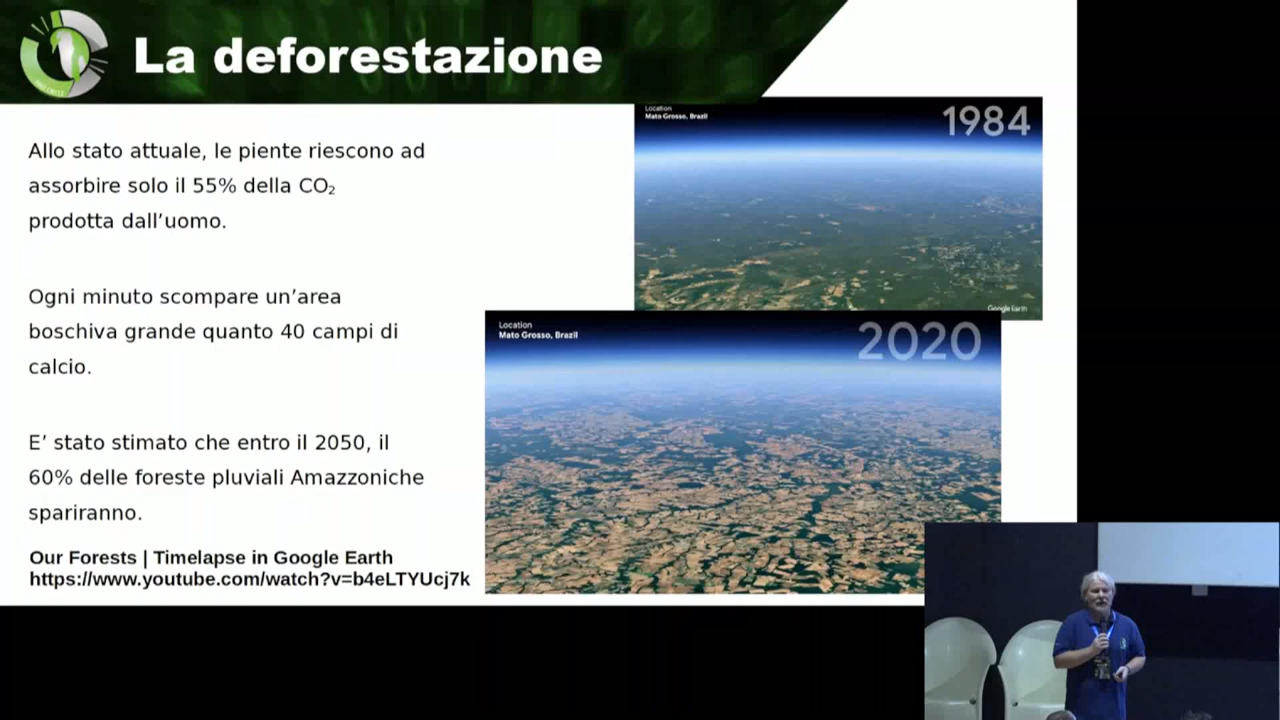 La deforestazione
Allo stato attuale, le piente riescono ad
assorbire solo il 55% della CO₂
prodotta dall’uomo.
Ogni minuto scompare un’area
boschiva grande quanto 40 campi di
calcio.
E’ stato stimato che entro il 2050, il
60% delle foreste pluviali Amazzoniche
spariranno.
Our Forests | Timelapse in Google Earth
https://www.youtube.com/watch?v=b4eLTYUcj7k
Location
Mato Grosso, Brazil
1984
Google Earth
Location
Mato Grosso, Brazil
2020